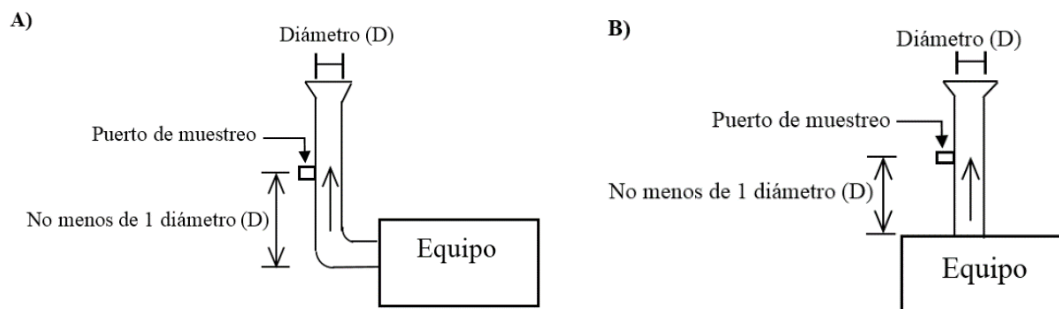 A)
Diámetro (D)
Puerto de muestreo
No menos de 1 diámetro (D)
Equipo
B)
Diámetro (D)
Puerto de muestreo
No menos de 1 diámetro (D)
Equipo